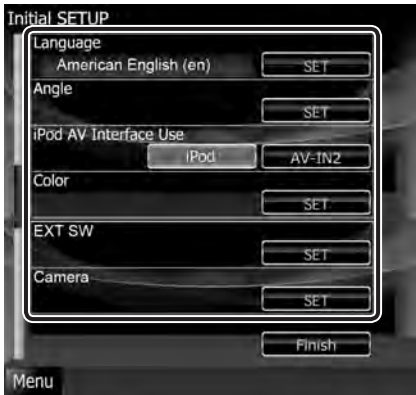 Initial SETUP
Language
American English (en) SET
Angle
SET
iPod AV Interface Use
iPod AV-IN2
Color
SET
EXT SW
SET
Camera
SET
Finish
Menu